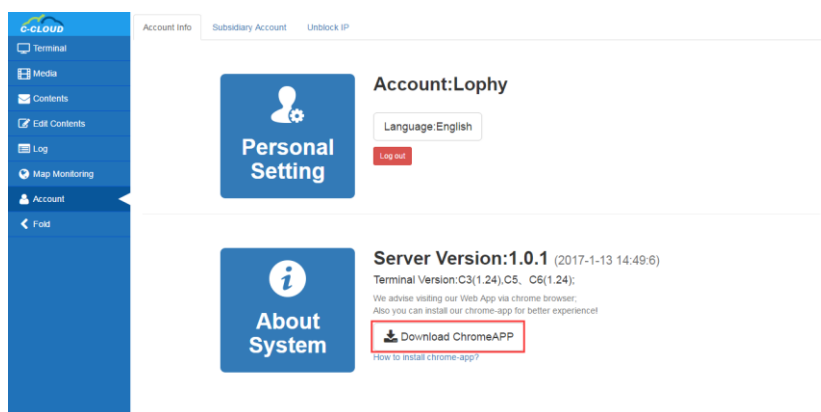 C-CLOUD
Terminal
Media
Contents
Edit Contents
Log
Map Monitoring
Account
Fold
Account Info
Subsidiary Account
Unblock IP
Personal
Setting
Account:Lophy
Language:English
Log out
About
System
Server Version:1.0.1 (2017-1-13 14:49:6)
Terminal Version:C3(1.24),C5、C6(1.24);
We advise visiting our Web App via chrome browser;
Also you can install our chrome-app for better experience!
Download ChromeAPP
How to install chrome-app?